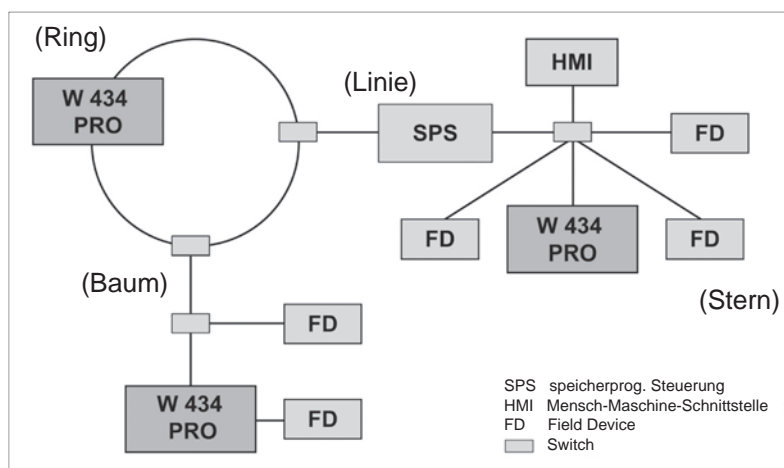 (Ring)
W 434
PRO
(Linie)
SPS
HMI
FD
FD
W 434
PRO
FD
(Stern)
(Baum)
FD
W 434
PRO
FD
SPS speicherprog. Steuerung
HMI Mensch-Maschine-Schnittstelle
FD Field Device
Switch